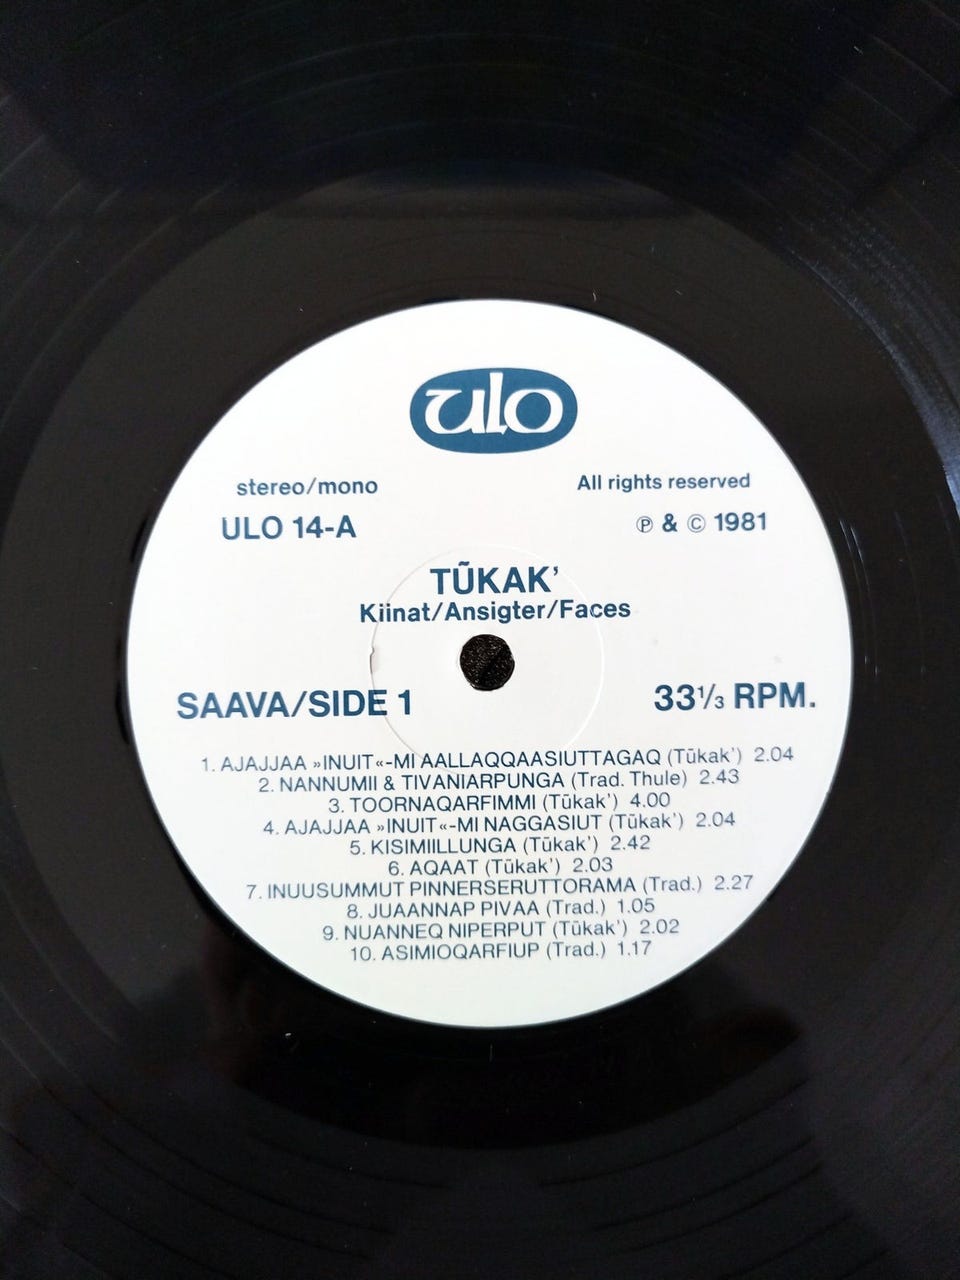 ulo
stereo/mono
All rights reserved
ULO 14-A
℗ & © 1981
TŨKAK’
Kiinat/Ansigter/Faces
SAAVA/SIDE 1
33⅓ RPM.
1. AJAJJAA »INUIT«-MI AALLAQQAASIUTTAGAQ (Tũkak’) 2.04
2. NANNUMII & TIVANIARPUNGA (Trad. Thule) 2.43
3. TOORNAQARFIMMI (Tũkak’) 4.00
4. AJAJJAA »INUIT«-MI NAGGASIUT (Tũkak’) 2.04
5. KISIMIILLUNGA (Tũkak’) 2.42
6. AQAAT (Tũkak’) 2.03
7. INUUSUMMUT PINNERSERUTTORAMA (Trad.) 2.27
8. JUAANNAP PIVAA (Trad.) 1.05
9. NUANNEQ NIPERPUT (Tũkak’) 2.02
10. ASIMIOQARFIUP (Trad.) 1.17